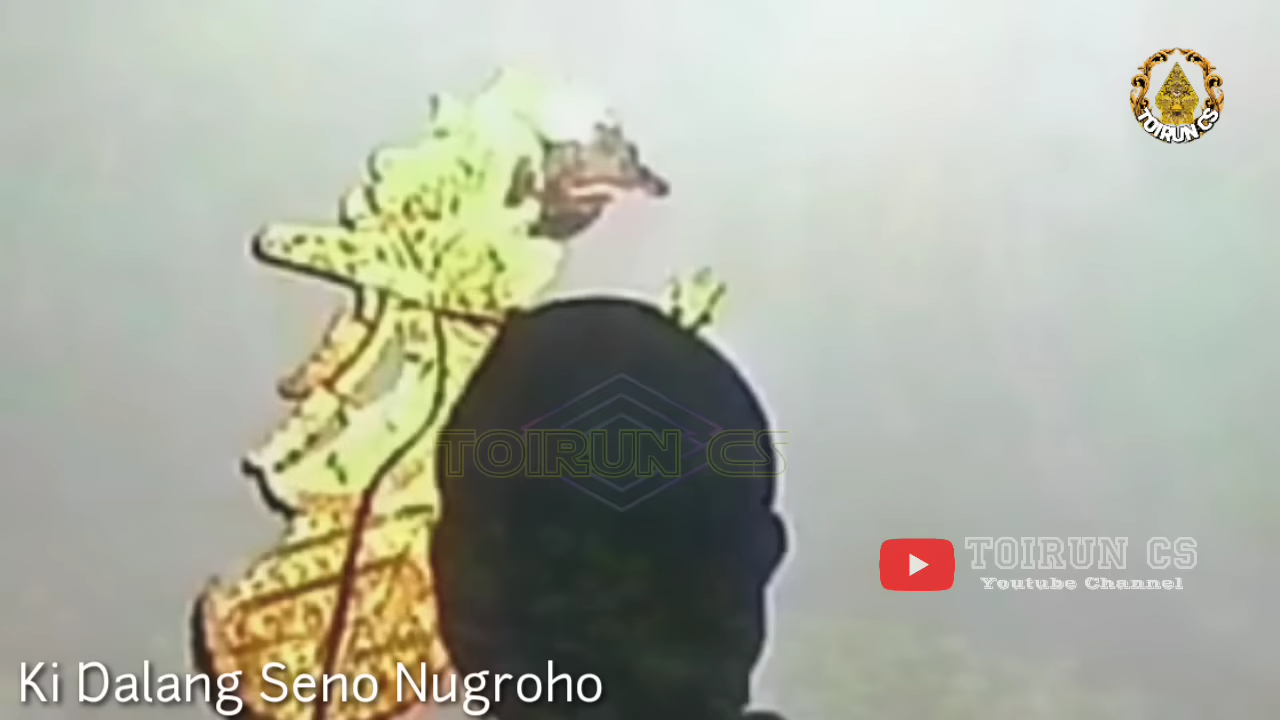 TOIRUN CS
TOIRUN CS
TOIRUN CS
Youtube Channel
Ki Dalang Seno Nugroho